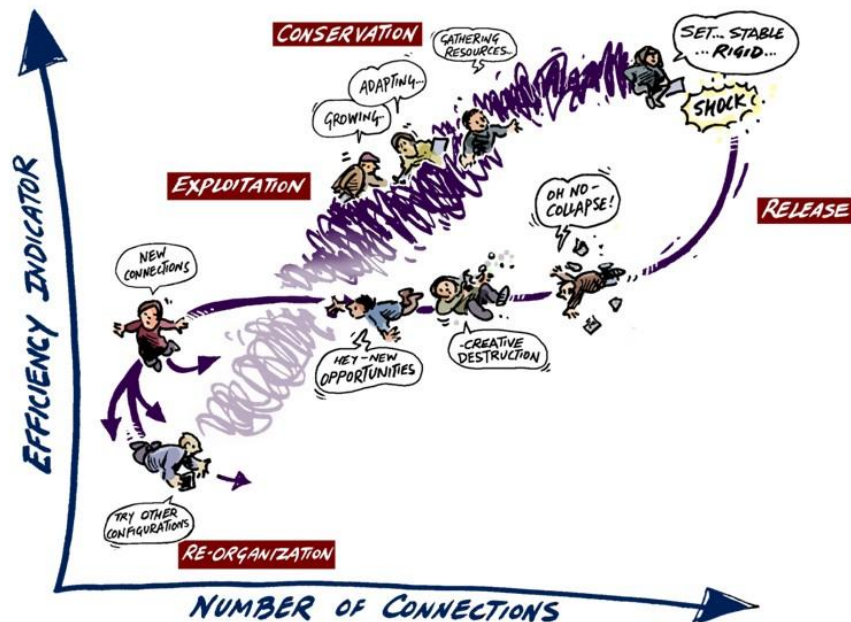 CONSERVATION
GATHERING
RESOURCES...
SET... STABLE
... RIGID...
ADAPTING...
SHOCK!
GROWING..
EXPLOITATION
OH NO-
COLLAPSE!
RELEASE
NEW
CONNECTIONS
HEY-NEW
OPPORTUNITIES
-CREATIVE
DESTRUCTION
TRY OTHER
CONFIGURATIONS
RE-ORGANIZATION
EFFICIENCY INDICATOR
NUMBER OF CONNECTIONS